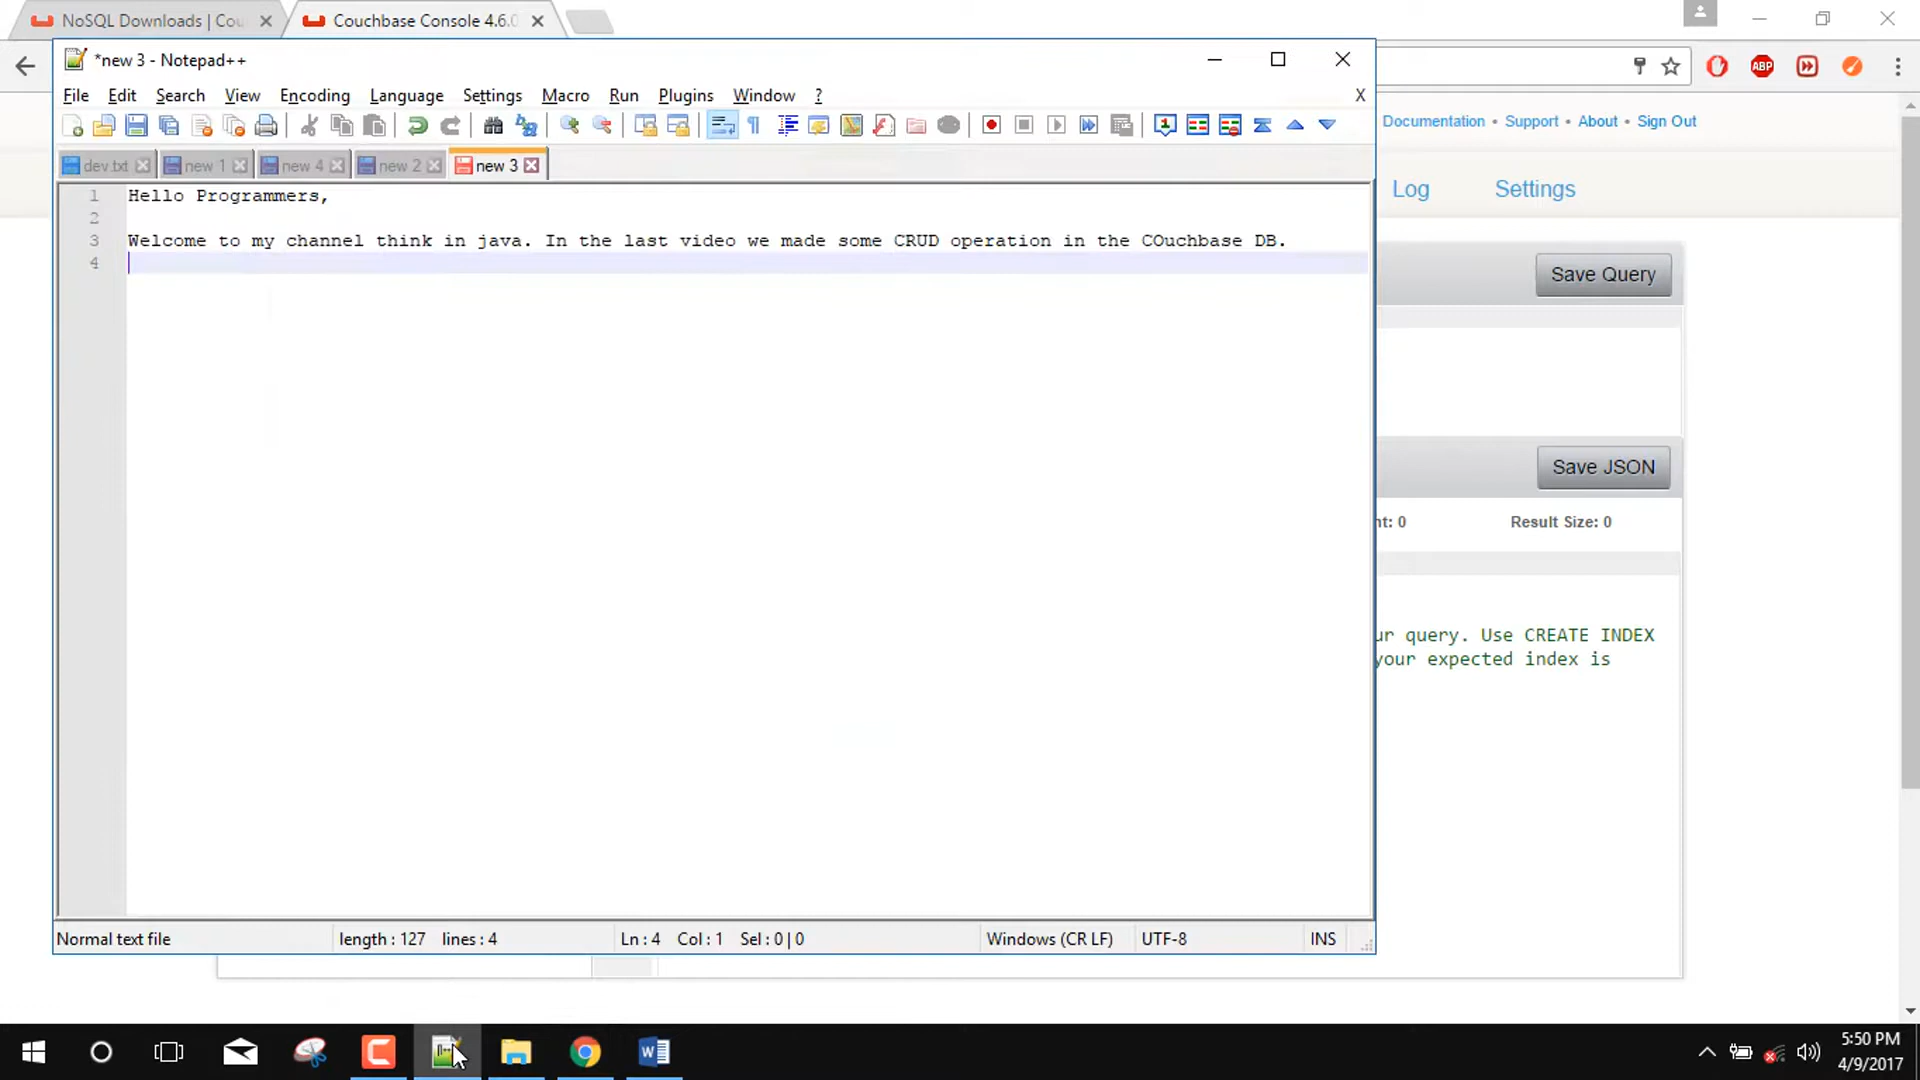 NoSQL Downloads | Cou
Couchbase Console 4.6.0
*new 3 - Notepad++
File Edit Search View Encoding Language Settings Macro Run Plugins Window ? X
ABP
Documentation • Support • About • Sign Out
dev.txt new 1 new 4 new 2 new 3
Log Settings
1 Hello Programmers,
2
3 Welcome to my channel think in java. In the last video we made some CRUD operation in the COuchbase DB.
4
Save Query
Save JSON
nt: 0 Result Size: 0
ur query. Use CREATE INDEX
your expected index is
Normal text file length : 127 lines : 4 Ln : 4 Col : 1 Sel : 0 | 0 Windows (CR LF) UTF-8 INS
5:50 PM
4/9/2017